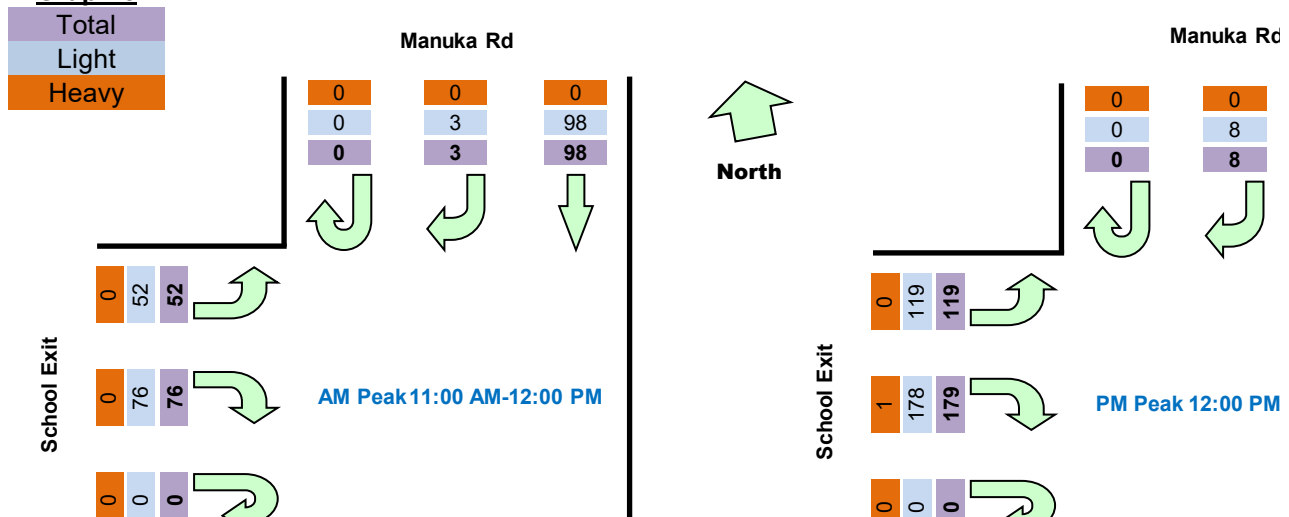 Total
Light
Heavy
Manuka Rd
0 0 0
0 3 98
0 3 98
North
0 52 52
School Exit
0 76 76
AM Peak 11:00 AM-12:00 PM
0 0 0
Manuka Rd
0 0
0 8
0 8
0 119 119
School Exit
1 178 179
PM Peak 12:00 PM
0 0 0